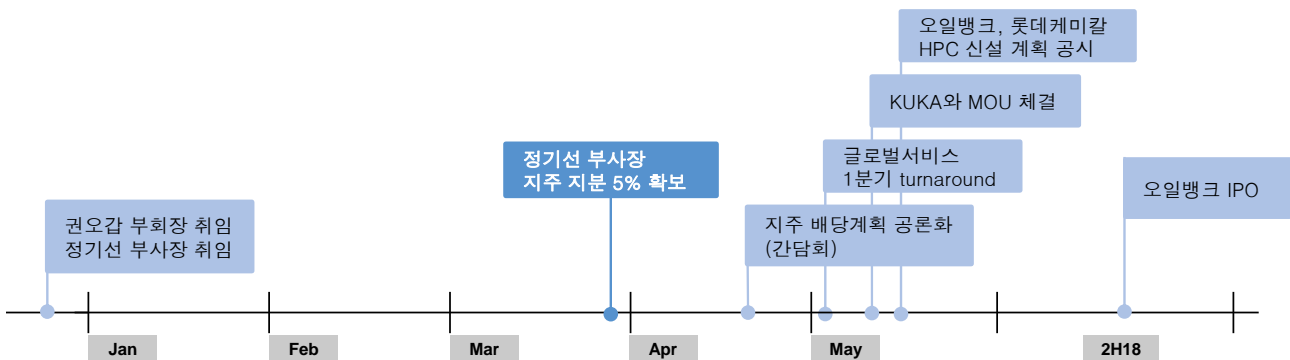 오일뱅크, 롯데케미칼
HPC 신설 계획 공시
KUKA와 MOU 체결
정기선 부사장
지주 지분 5% 확보
글로벌서비스
1분기 turnaround
오일뱅크 IPO
권오갑 부회장 취임
정기선 부사장 취임
지주 배당계획 공론화
(간담회)
Jan
Feb
Mar
Apr
May
2H18